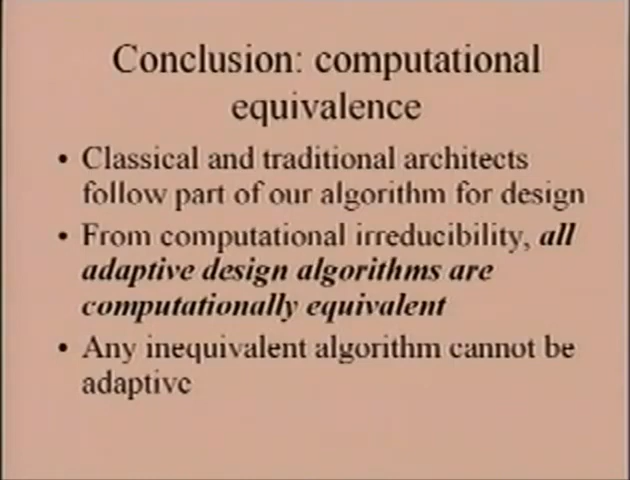 Conclusion: computational
equivalence
• Classical and traditional architects
follow part of our algorithm for design
• From computational irreducibility, all
adaptive design algorithms are
computationally equivalent
• Any inequivalent algorithm cannot be
adaptive